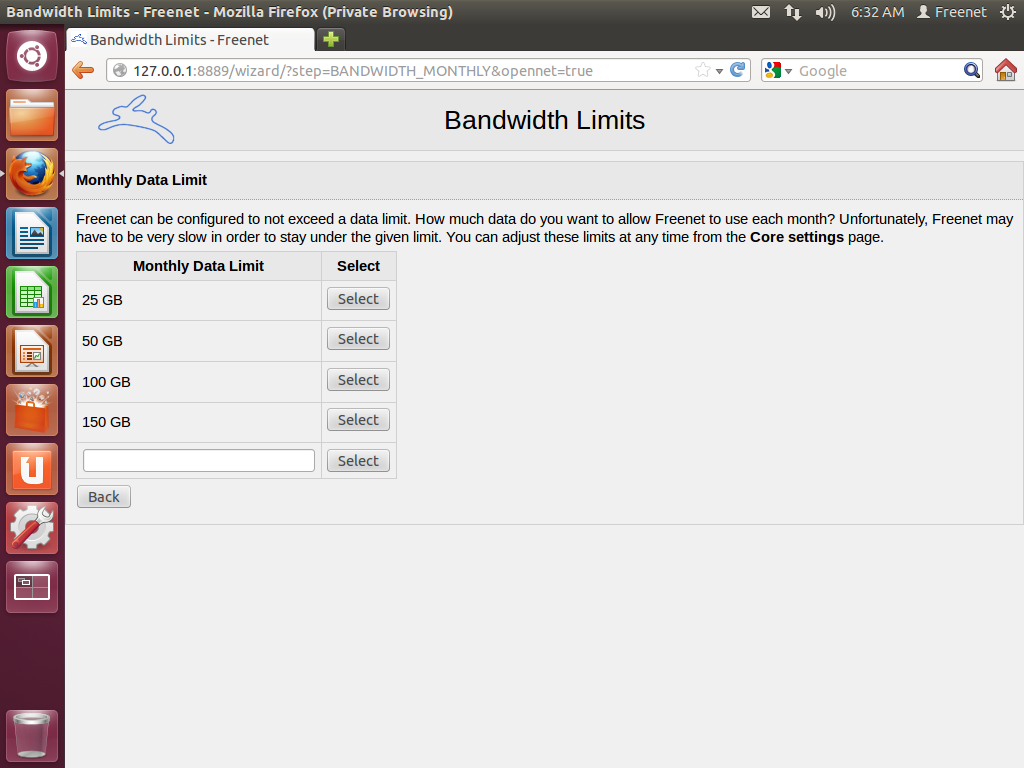 Bandwidth Limits - Freenet - Mozilla Firefox (Private Browsing)
6:32 AM Freenet
Bandwidth Limits - Freenet
127.0.0.1:8889/wizard/?step=BANDWIDTH_MONTHLY&opennet=true
Google
Bandwidth Limits
Monthly Data Limit
Freenet can be configured to not exceed a data limit. How much data do you want to allow Freenet to use each month? Unfortunately, Freenet may
have to be very slow in order to stay under the given limit. You can adjust these limits at any time from the Core settings page.
Monthly Data Limit Select
25 GB Select
50 GB Select
100 GB Select
150 GB Select
Select
Back